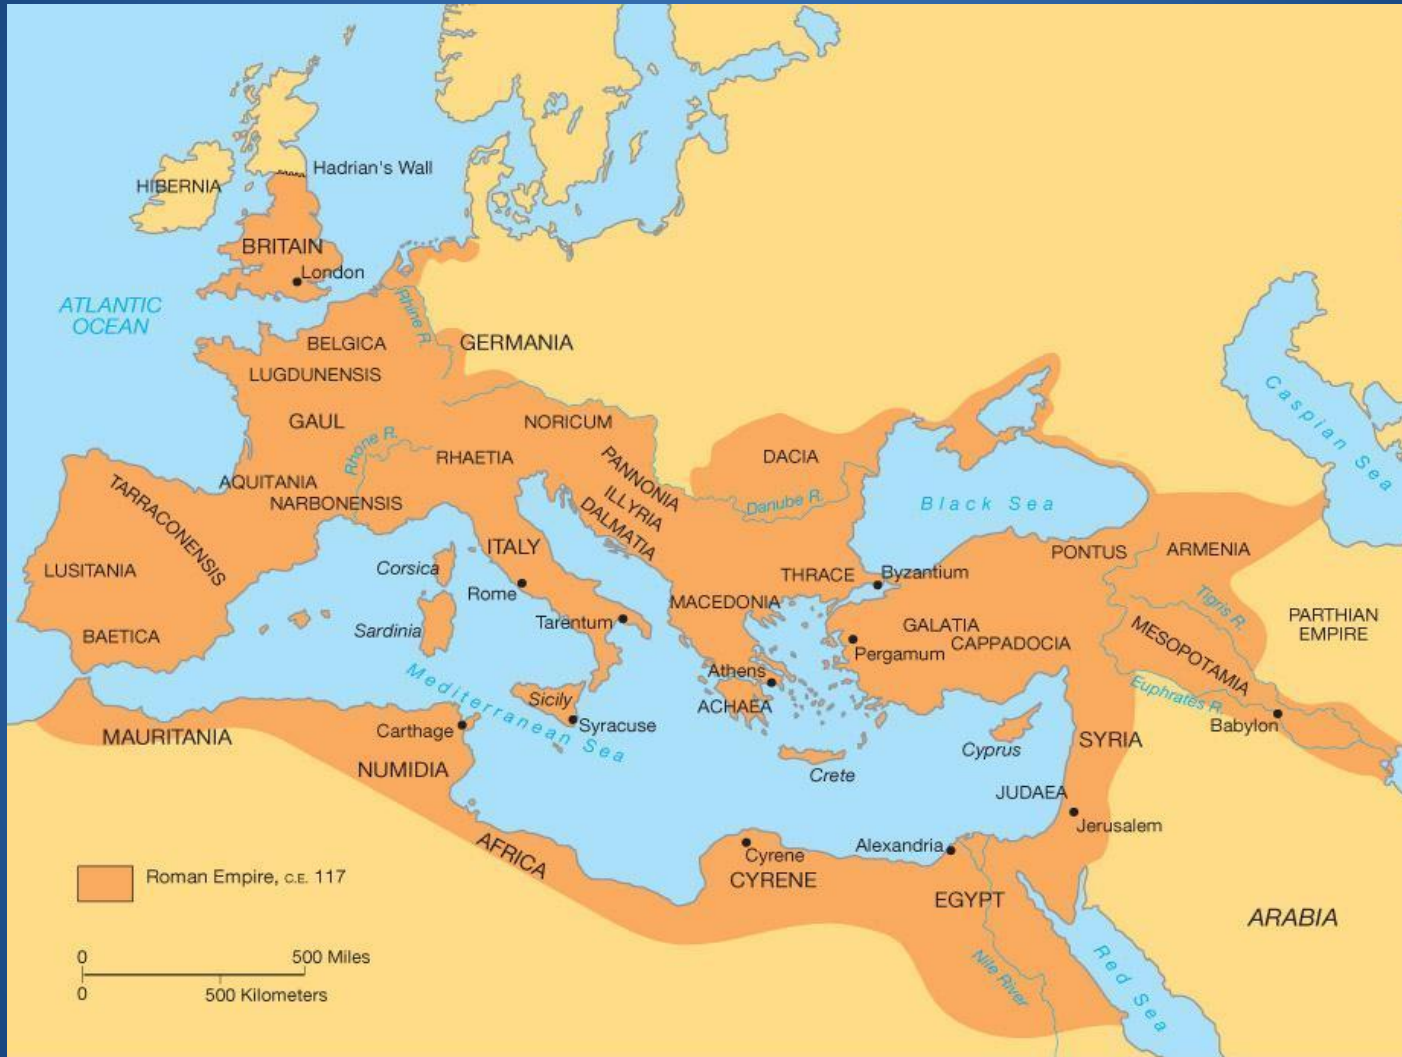 Hadrian's Wall
HIBERNIA
BRITAIN
London
ATLANTIC
OCEAN
Rhine R.
BELGICA
GERMANIA
LUGDUNENSIS
GAUL
NORICUM
Rhone R.
RHAETIA
DACIA
Caspian Sea
AQUITANIA
NARBONENSIS
TARRACONENSIS
PANNONIA
ILLYRIA
DALMATIA
Danube R.
Black Sea
ITALY
PONTUS
ARMENIA
LUSITANIA
Corsica
Rome
THRACE
Byzantium
MACEDONIA
Tigris R.
PARTHIAN
EMPIRE
BAETICA
Sardinia
Tarentum
GALATIA
CAPPADOCIA
Pergamum
MESOPOTAMIA
Mediterranean Sea
Athens
Euphrates R.
Sicily
ACHAEA
Syracuse
Babylon
MAURITANIA
Carthage
SYRIA
Cyprus
NUMIDIA
Crete
JUDAEA
Jerusalem
AFRICA
Alexandria
Cyrene
CYRENE
EGYPT
ARABIA
Nile River
Red Sea
Roman Empire, C.E. 117
0 500 Miles
0 500 Kilometers